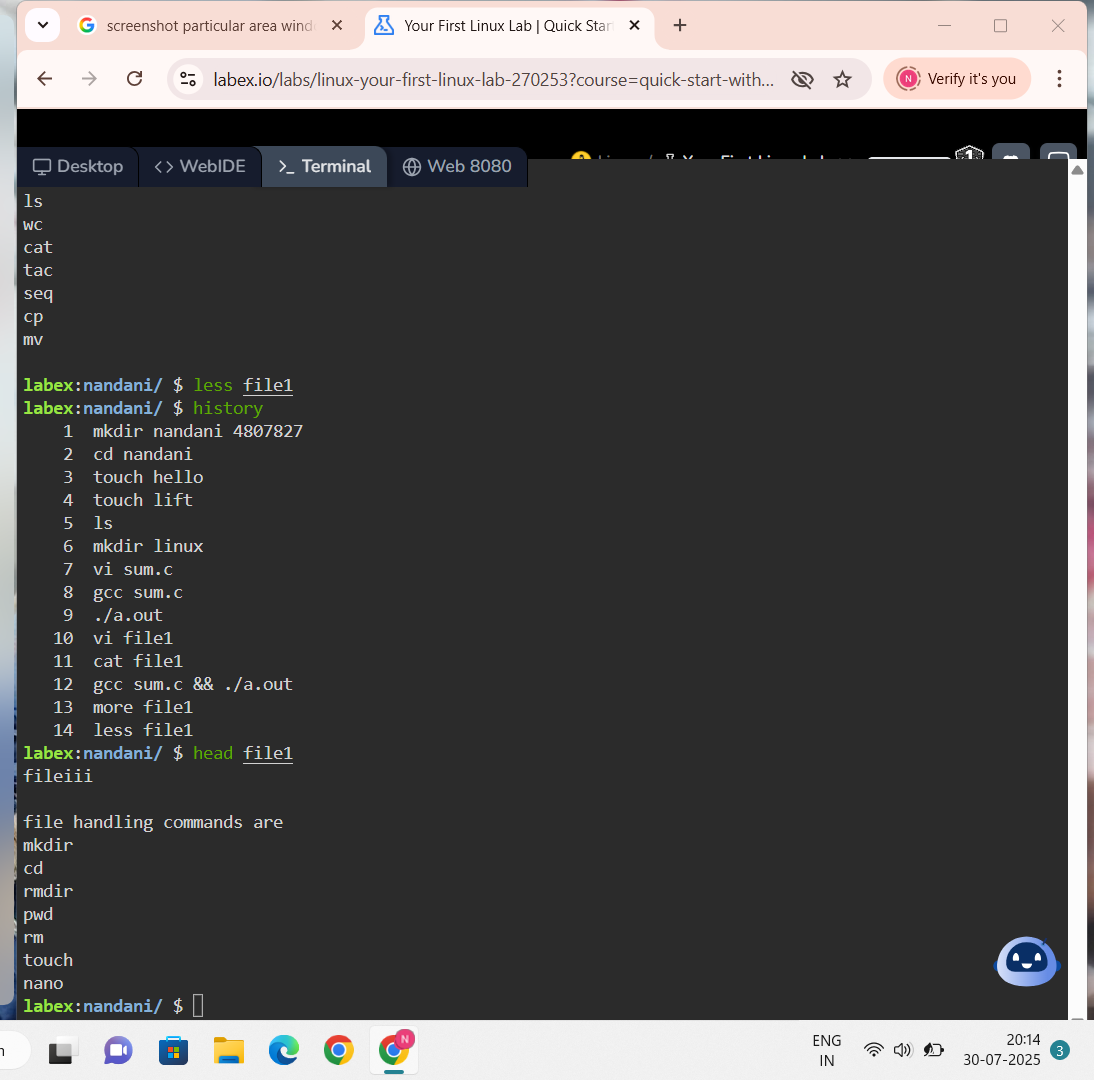 screenshot particular area wind
Your First Linux Lab | Quick Star
labex.io/labs/linux-your-first-linux-lab-270253?course=quick-start-with...
N
Verify it's you
Desktop
<> WebIDE
>_ Terminal
Web 8080
1
ls
wc
cat
tac
seq
cp
mv
labex:nandani/ $ less file1
labex:nandani/ $ history
1 mkdir nandani 4807827
2 cd nandani
3 touch hello
4 touch lift
5 ls
6 mkdir linux
7 vi sum.c
8 gcc sum.c
9 ./a.out
10 vi file1
11 cat file1
12 gcc sum.c && ./a.out
13 more file1
14 less file1
labex:nandani/ $ head file1
fileiii
file handling commands are
mkdir
cd
rmdir
pwd
rm
touch
nano
labex:nandani/ $
N
ENG
IN
20:14
30-07-2025
3